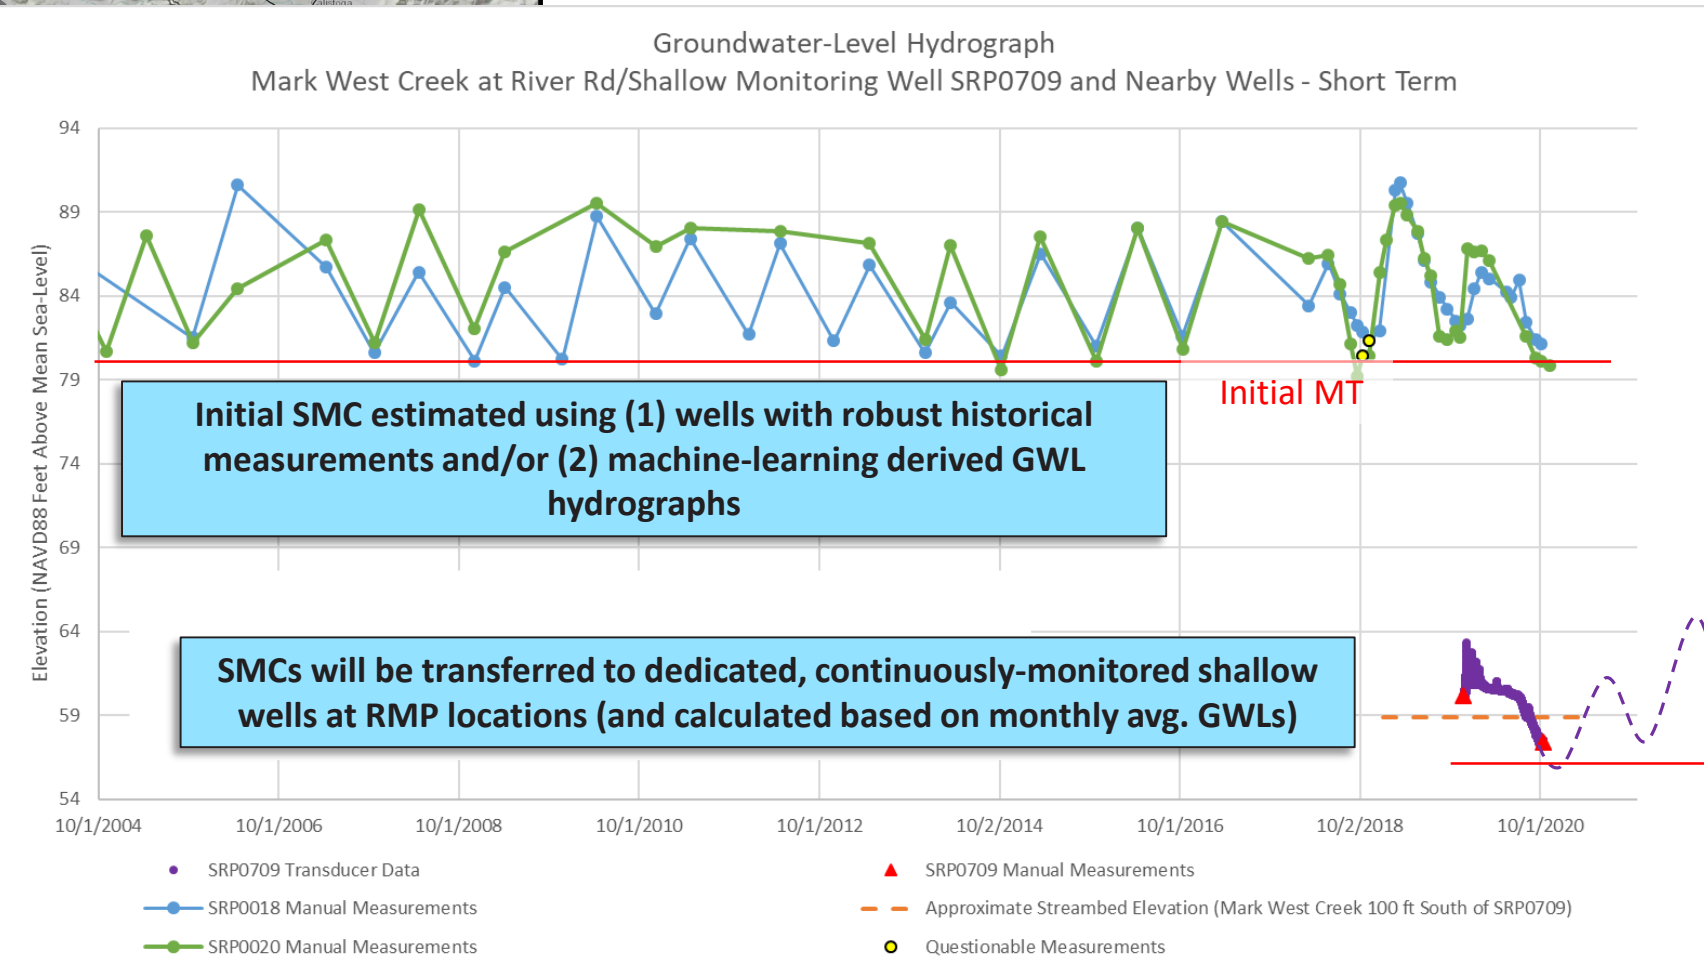 Calistoga
Groundwater-Level Hydrograph
Mark West Creek at River Rd/Shallow Monitoring Well SRP0709 and Nearby Wells - Short Term
Elevation (NAVD88 Feet Above Mean Sea-Level)
94
89
84
79
74
69
64
59
54
Initial MT
Initial SMC estimated using (1) wells with robust historical
measurements and/or (2) machine-learning derived GWL
hydrographs
SMCs will be transferred to dedicated, continuously-monitored shallow
wells at RMP locations (and calculated based on monthly avg. GWLs)
10/1/2004 10/1/2006 10/1/2008 10/1/2010 10/1/2012 10/2/2014 10/1/2016 10/2/2018 10/1/2020
SRP0709 Transducer Data
SRP0709 Manual Measurements
SRP0018 Manual Measurements
Approximate Streambed Elevation (Mark West Creek 100 ft South of SRP0709)
SRP0020 Manual Measurements
Questionable Measurements